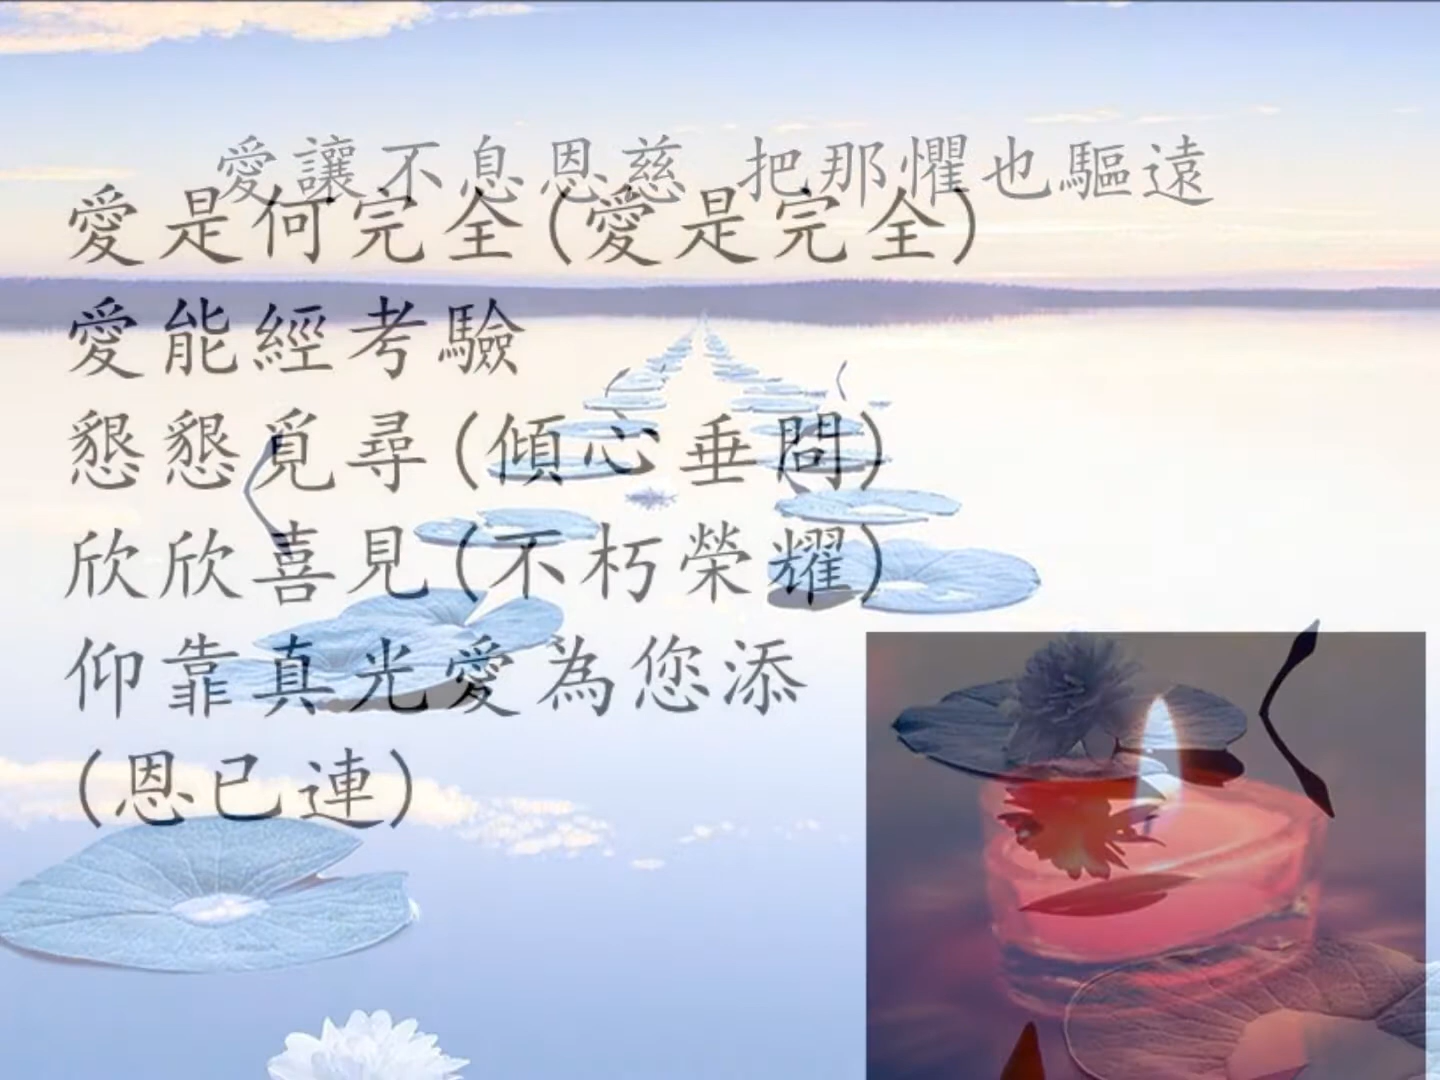 愛讓不息恩慈 把那懼也驅遠
愛是何完全(愛是完全)
愛能經考驗
懇懇覓尋(傾心垂問)
欣欣喜見(不朽榮耀)
仰靠真光愛為您添
(恩已連)